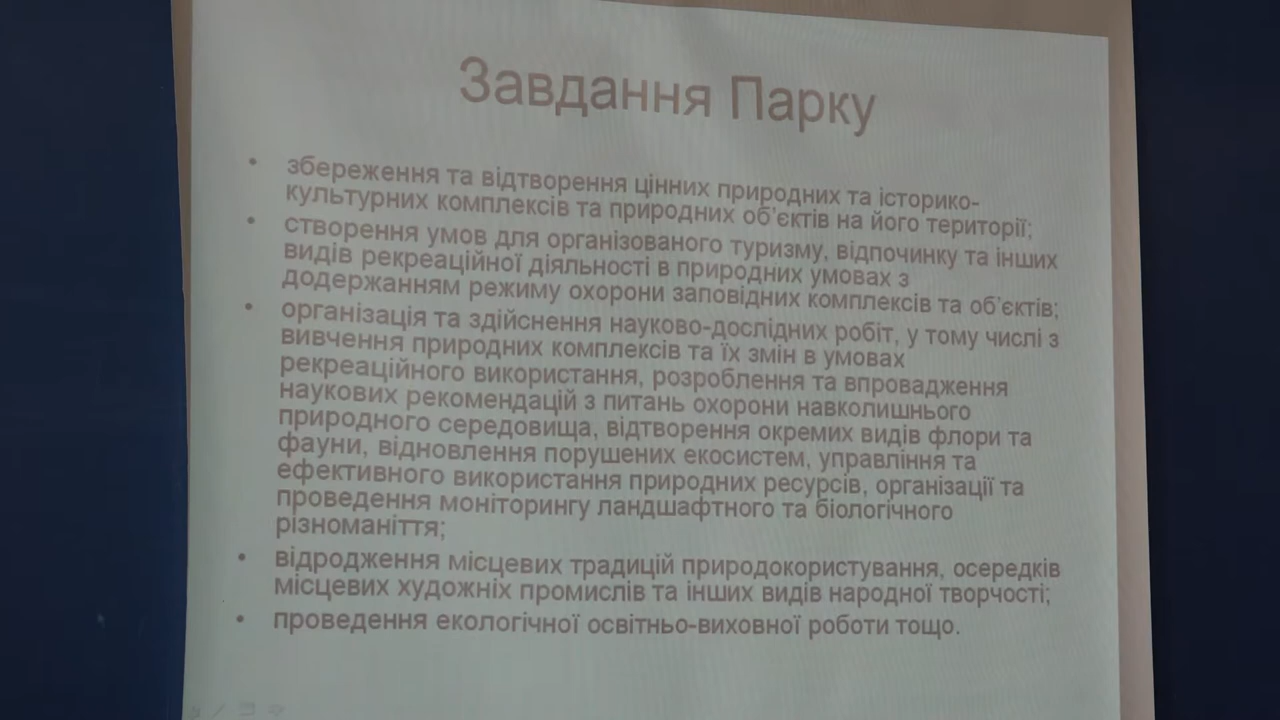 Завдання Парку
• збереження та відтворення цінних природних та історико-
культурних комплексів та природних об'єктів на його території;
• створення умов для організованого туризму, відпочинку та інших
видів рекреаційної діяльності в природних умовах з
додержанням режиму охорони заповідних комплексів та об'єктів;
• організація та здійснення науково-дослідних робіт, у тому числі з
вивчення природних комплексів та їх змін в умовах
рекреаційного використання, розроблення та впровадження
наукових рекомендацій з питань охорони навколишнього
природного середовища, відтворення окремих видів флори та
фауни, відновлення порушених екосистем, управління та
ефективного використання природних ресурсів, організації та
проведення моніторингу ландшафтного та біологічного
різноманіття;
• відродження місцевих традицій природокористування, осередків
місцевих художніх промислів та інших видів народної творчості;
• проведення екологічної освітньо-виховної роботи тощо.